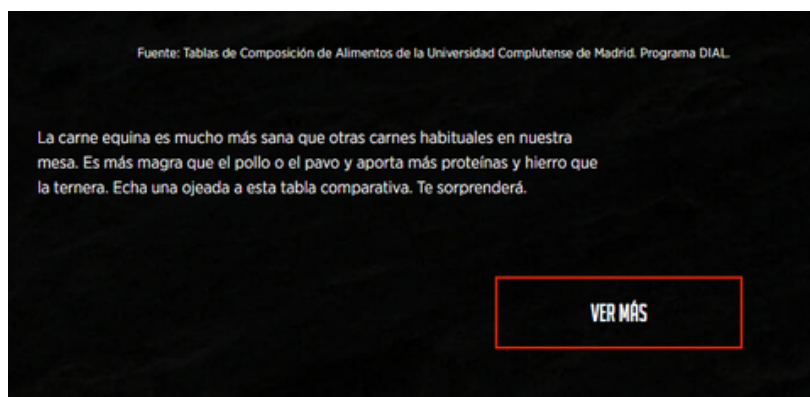 Fuente: Tablas de Composición de Alimentos de la Universidad Complutense de Madrid. Programa DIAL.
La carne equina es mucho más sana que otras carnes habituales en nuestra
mesa. Es más magra que el pollo o el pavo y aporta más proteínas y hierro que
la ternera. Echa una ojeada a esta tabla comparativa. Te sorprenderá.
VER MÁS